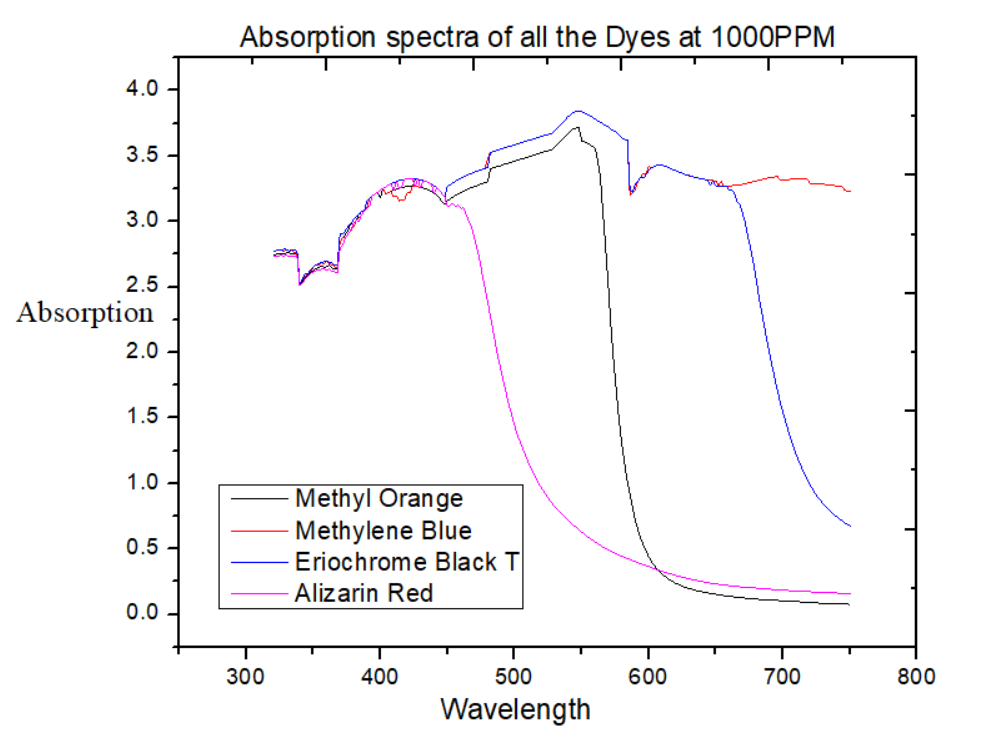 Absorption spectra of all the Dyes at 1000PPM
4.0
3.5
3.0
2.5
Absorption
2.0
1.5
1.0
0.5
0.0
Methyl Orange
Methylene Blue
Eriochrome Black T
Alizarin Red
300 400 500 600 700 800
Wavelength